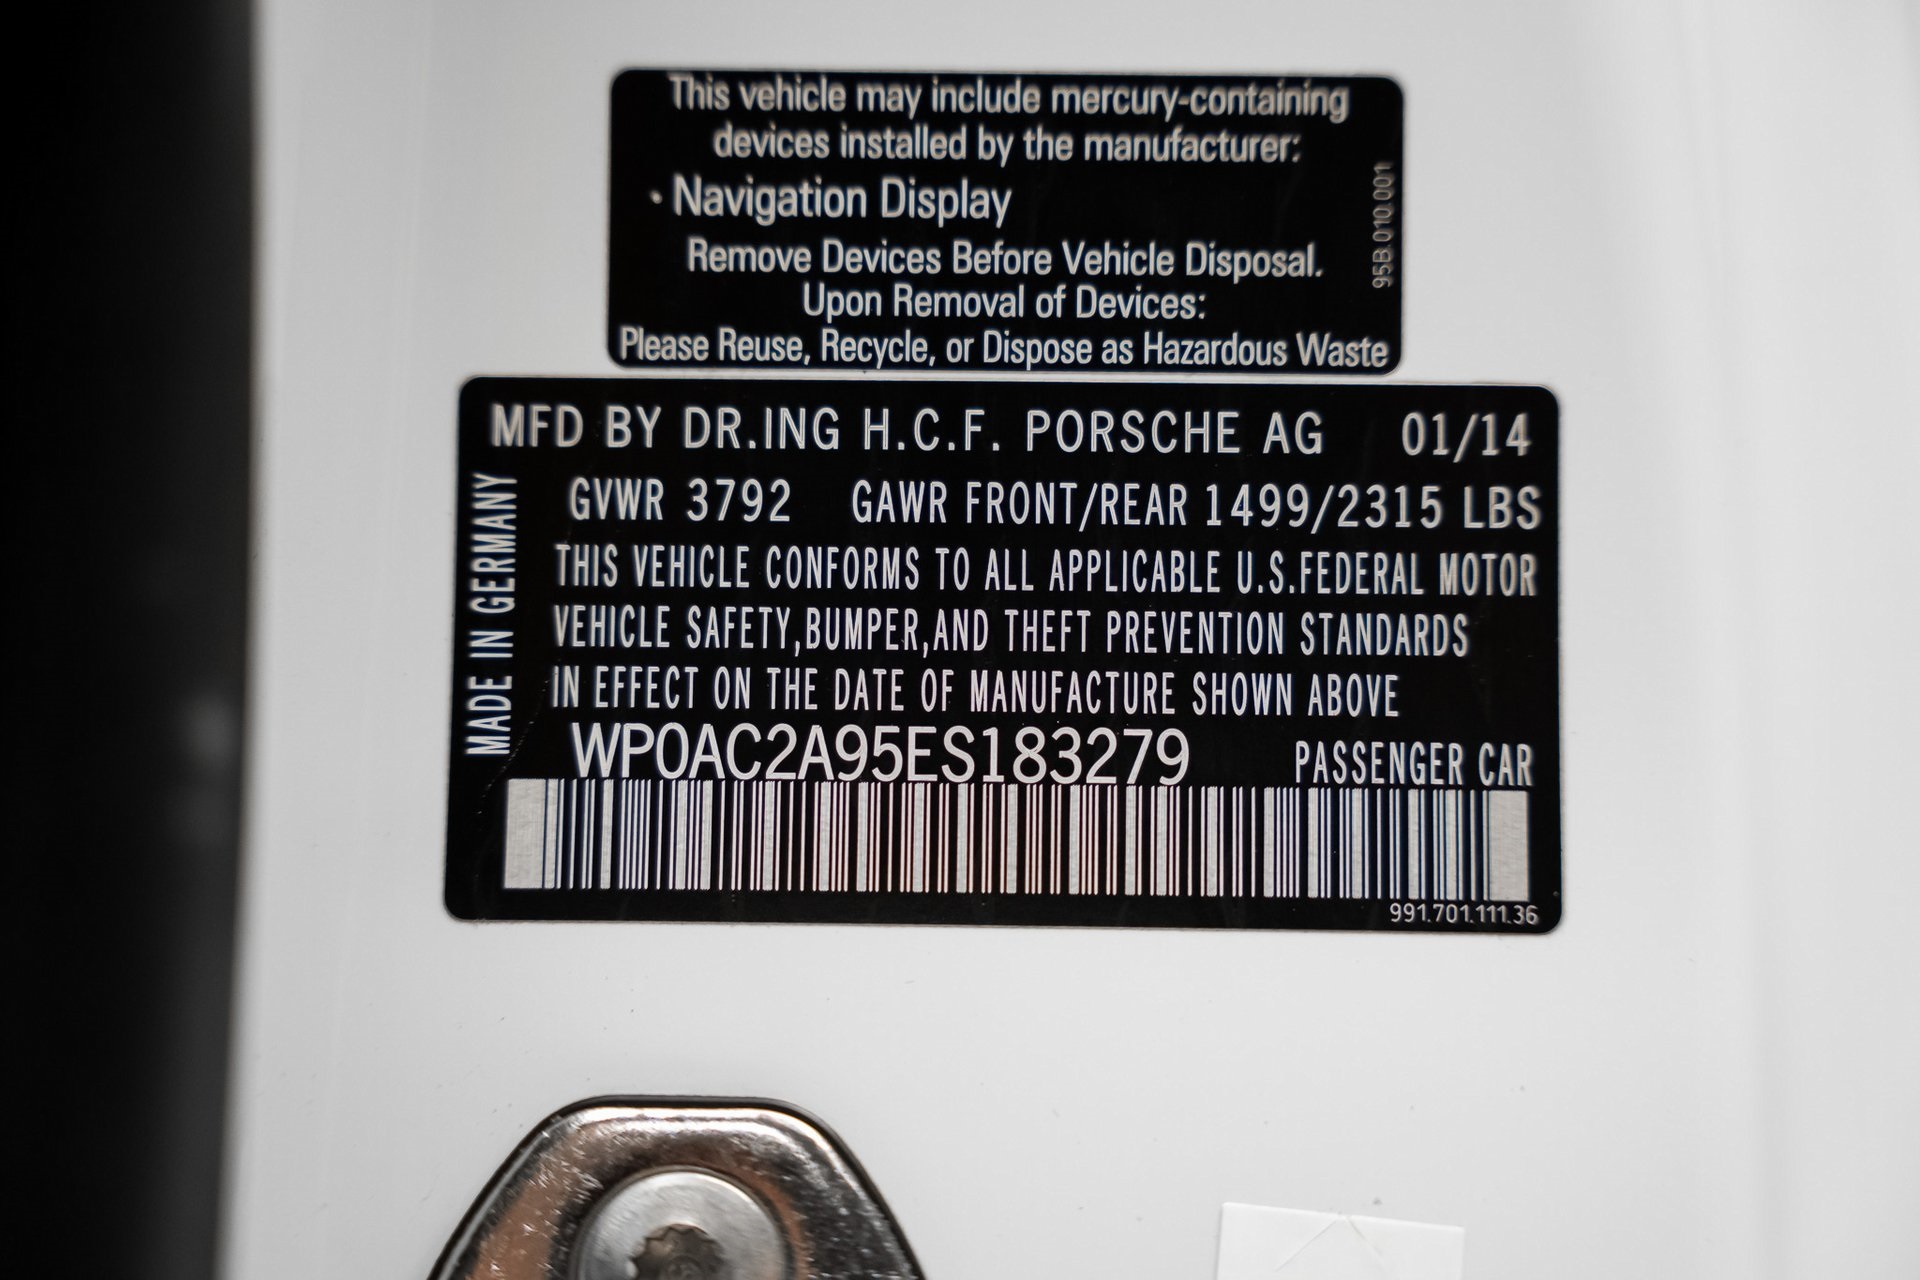 This vehicle may include mercury-containing
devices installed by the manufacturer:
· Navigation Display
Remove Devices Before Vehicle Disposal.
Upon Removal of Devices:
Please Reuse, Recycle, or Dispose as Hazardous Waste
95B.010.001
MFD BY DR.ING H.C.F. PORSCHE AG 01/14
GVWR 3792 GAWR FRONT/REAR 1499/2315 LBS
THIS VEHICLE CONFORMS TO ALL APPLICABLE U.S.FEDERAL MOTOR
VEHICLE SAFETY,BUMPER,AND THEFT PREVENTION STANDARDS
IN EFFECT ON THE DATE OF MANUFACTURE SHOWN ABOVE
WP0AC2A95ES183279 PASSENGER CAR
MADE IN GERMANY
991.701.111.36